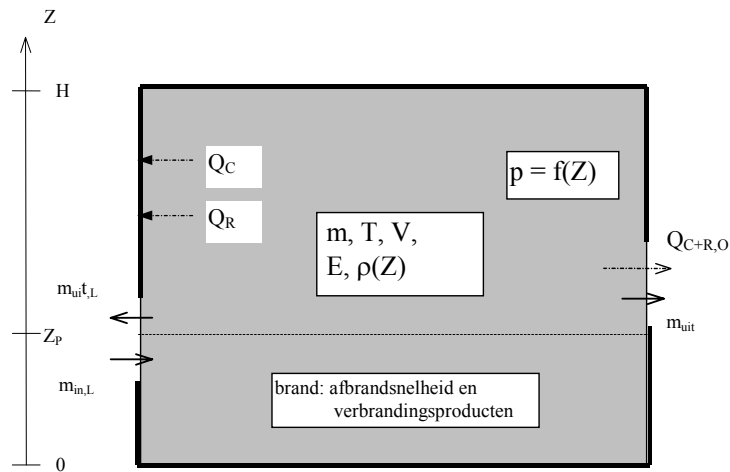 Z
H
Q_C
p = f(Z)
Q_R
m, T, V,
E, ρ(Z)
Q_C+R,O
m_uit,L
m_uit
Z_P
m_in,L
brand: afbrandsnelheid en
verbrandingsproducten
0